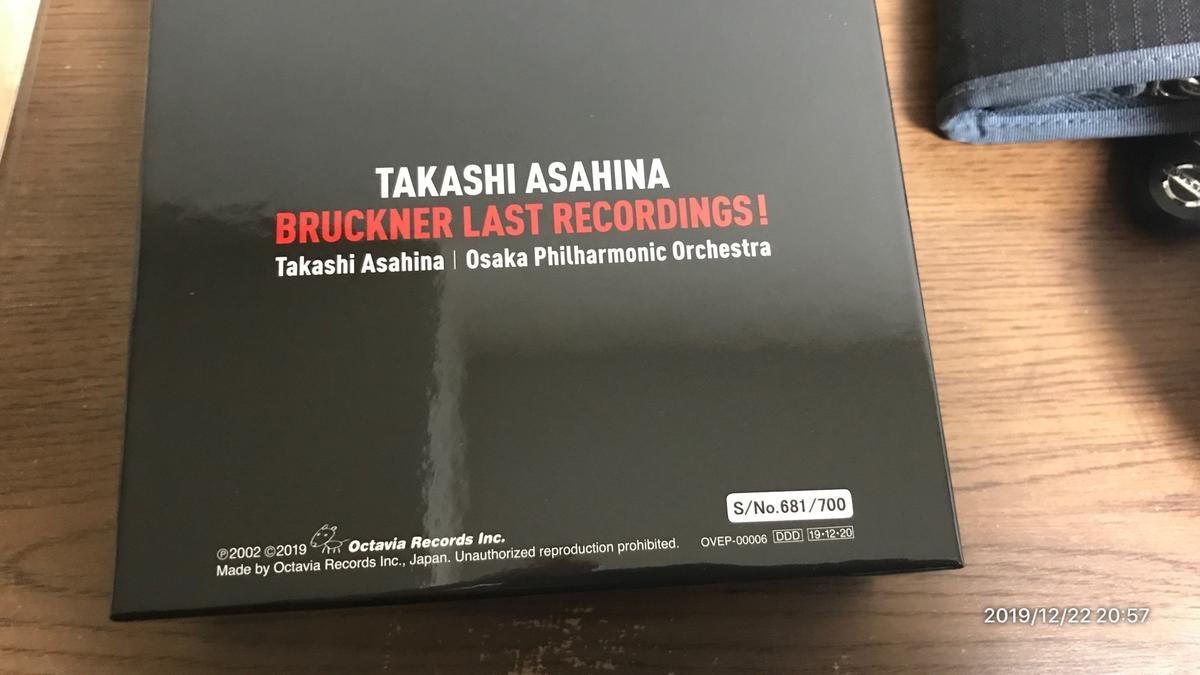 TAKASHI ASAHINA
BRUCKNER LAST RECORDINGS!
Takashi Asahina | Osaka Philharmonic Orchestra
S/No.681/700
℗2002 ©2019 Octavia Records Inc.
OVEP-00006 DDD 19•12•20
Made by Octavia Records Inc., Japan. Unauthorized reproduction prohibited.
2019/12/22 20:57